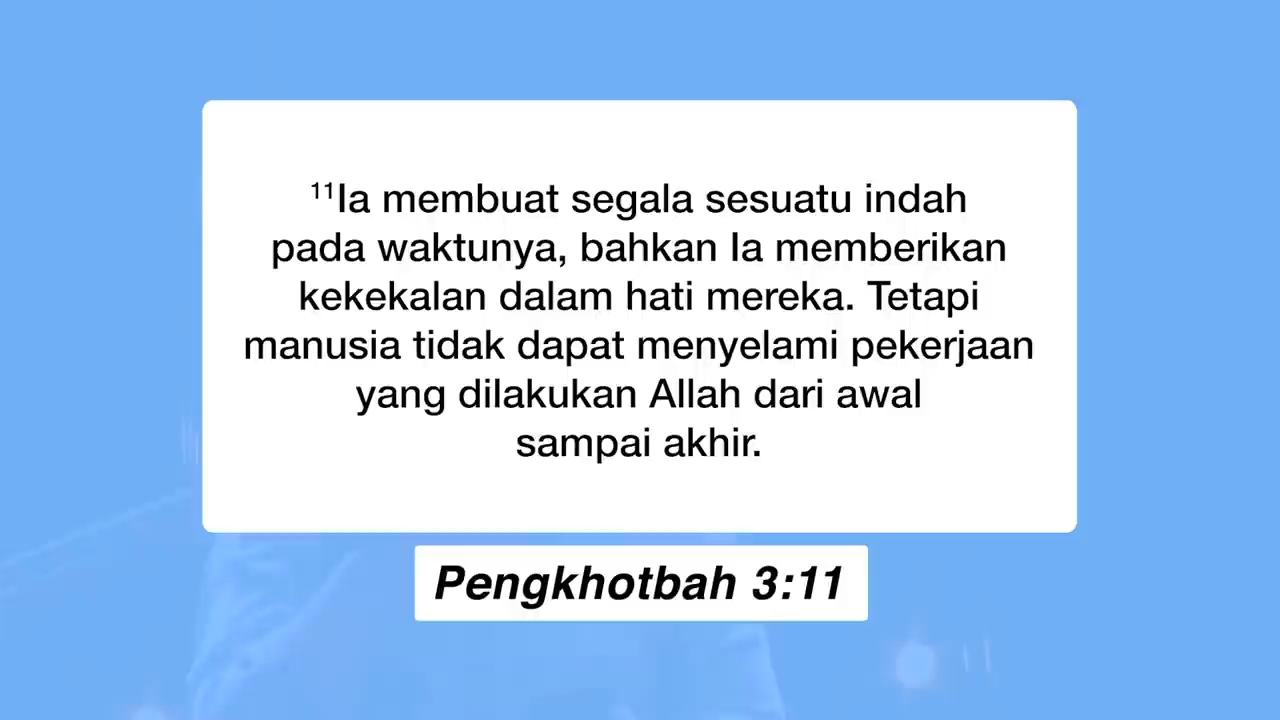 ¹¹Ia membuat segala sesuatu indah
pada waktunya, bahkan Ia memberikan
kekekalan dalam hati mereka. Tetapi
manusia tidak dapat menyelami pekerjaan
yang dilakukan Allah dari awal
sampai akhir.
Pengkhotbah 3:11